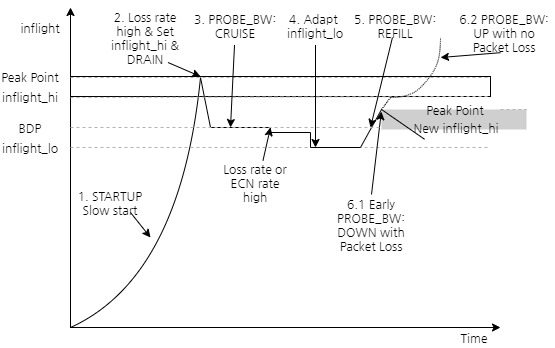 inflight
2. Loss rate
high & Set
inflight_hi &
DRAIN
3. PROBE_BW:
CRUISE
4. Adapt
inflight_lo
5. PROBE_BW:
REFILL
6.2 PROBE_BW:
UP with no
Packet Loss
Peak Point
inflight_hi
BDP
inflight_lo
Peak Point
New inflight_hi
Loss rate or
ECN rate
high
1. STARTUP
Slow start
6.1 Early
PROBE_BW:
DOWN with
Packet Loss
Time